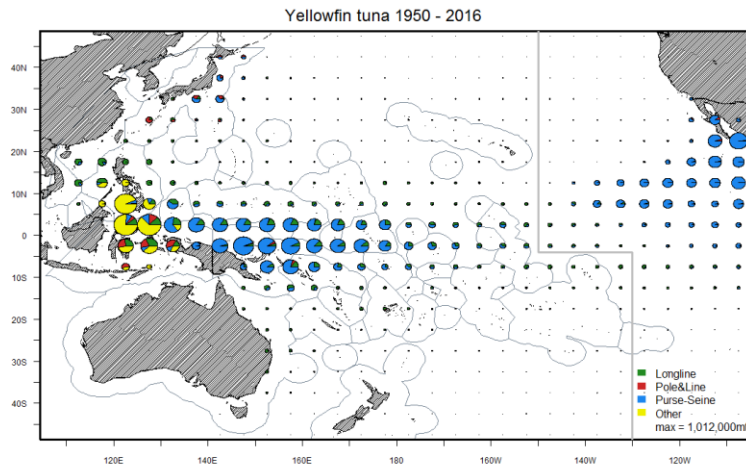 Yellowfin tuna 1950 - 2016
40N
30N
20N
10N
0
10S
20S
30S
40S
Longline
Pole&Line
Purse-Seine
Other
max = 1,012,000m
120E
140E
160E
180
160W
140W
120W